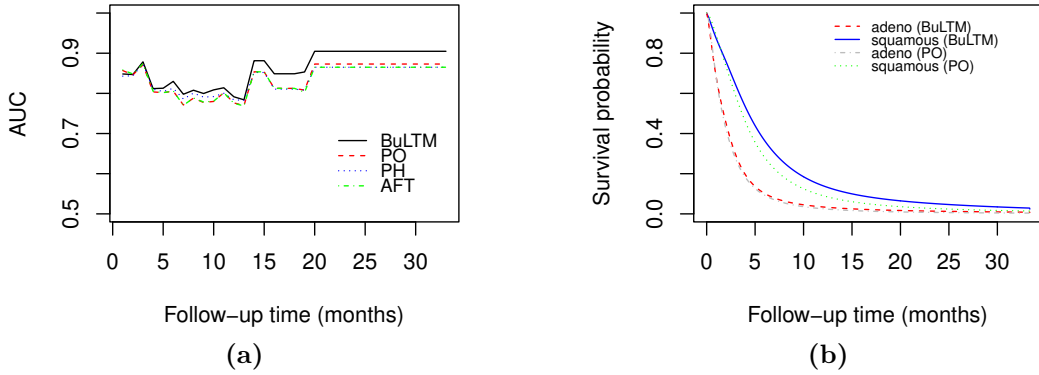 AUC
0.9
0.7
0.5
BuLTM
PO
PH
AFT
0 5 10 15 20 25 30
Follow−up time (months)
(a)
Survival probability
0.8
0.4
0.0
adeno (BuLTM)
squamous (BuLTM)
adeno (PO)
squamous (PO)
0 5 10 15 20 25 30
Follow−up time (months)
(b)